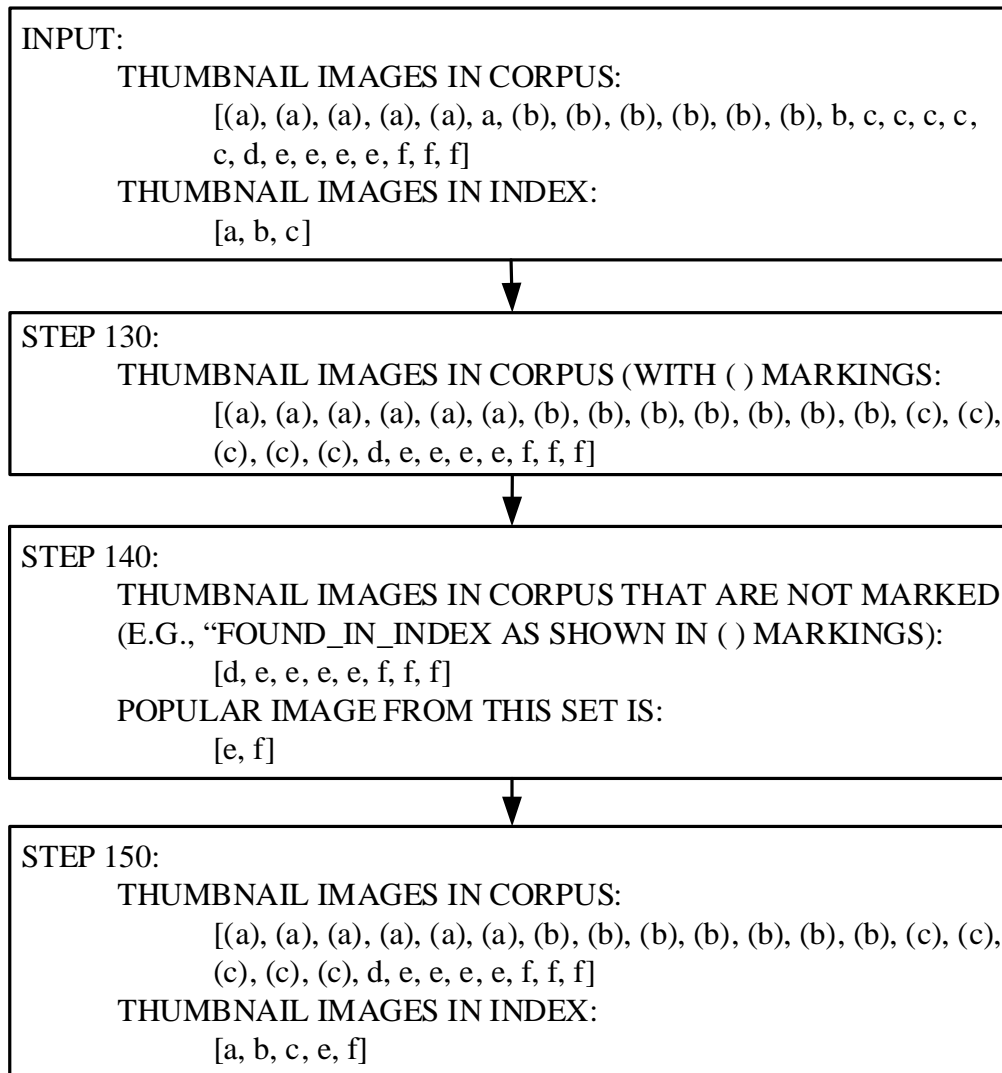 INPUT:
THUMBNAIL IMAGES IN CORPUS:
[(a), (a), (a), (a), (a), a, (b), (b), (b), (b), (b), (b), b, c, c, c, c,
c, d, e, e, e, e, f, f, f]
THUMBNAIL IMAGES IN INDEX:
[a, b, c]
STEP 130:
THUMBNAIL IMAGES IN CORPUS (WITH ( ) MARKINGS:
[(a), (a), (a), (a), (a), (a), (b), (b), (b), (b), (b), (b), (b), (c), (c),
(c), (c), (c), d, e, e, e, e, f, f, f]
STEP 140:
THUMBNAIL IMAGES IN CORPUS THAT ARE NOT MARKED
(E.G., “FOUND_IN_INDEX AS SHOWN IN ( ) MARKINGS):
[d, e, e, e, e, f, f, f]
POPULAR IMAGE FROM THIS SET IS:
[e, f]
STEP 150:
THUMBNAIL IMAGES IN CORPUS:
[(a), (a), (a), (a), (a), (a), (b), (b), (b), (b), (b), (b), (b), (c), (c),
(c), (c), (c), d, e, e, e, e, f, f, f]
THUMBNAIL IMAGES IN INDEX:
[a, b, c, e, f]